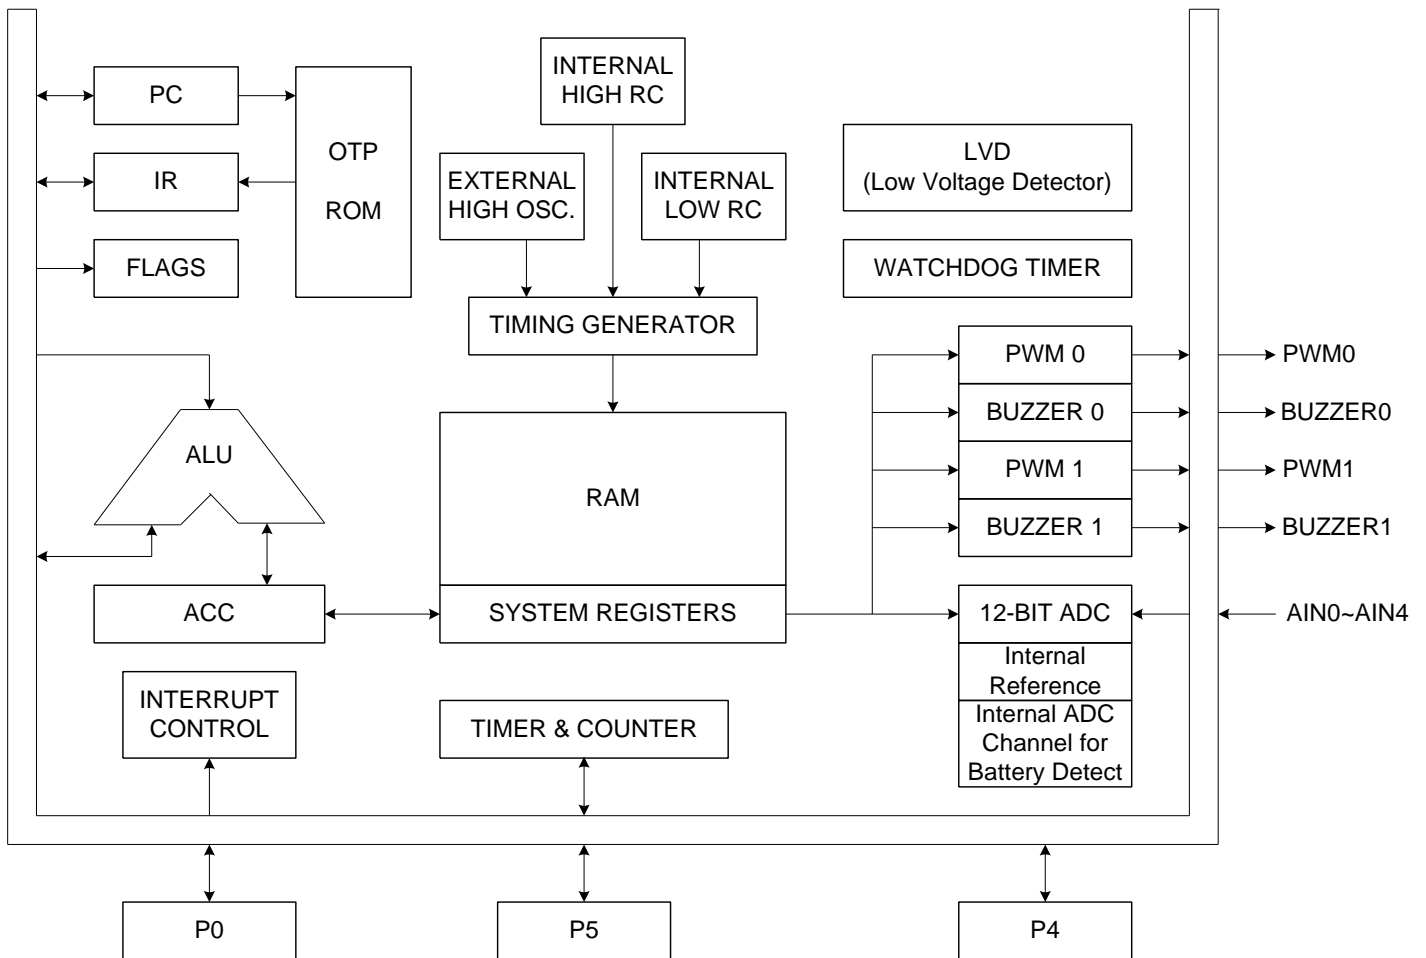 INTERNAL
HIGH RC
PC
OTP
ROM
LVD
(Low Voltage Detector)
IR
EXTERNAL
HIGH OSC.
INTERNAL
LOW RC
FLAGS
WATCHDOG TIMER
TIMING GENERATOR
PWM 0
PWM0
BUZZER 0
BUZZER0
ALU
PWM 1
PWM1
RAM
BUZZER 1
BUZZER1
ACC
SYSTEM REGISTERS
12-BIT ADC
AIN0~AIN4
Internal
Reference
INTERRUPT
CONTROL
TIMER & COUNTER
Internal ADC
Channel for
Battery Detect
P0
P5
P4